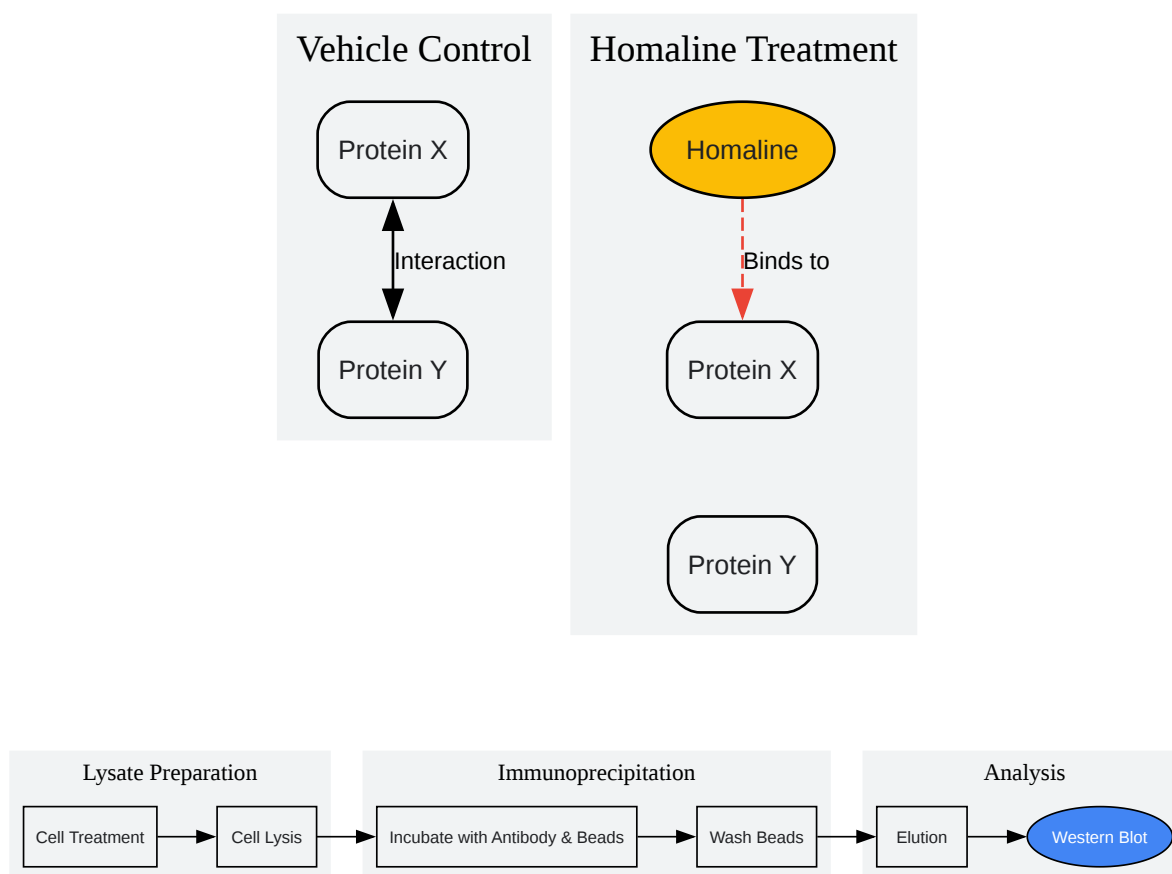 Vehicle Control
Protein X
Interaction
Protein Y
Homaline Treatment
Homaline
Binds to
Protein X
Protein Y
Lysate Preparation
Cell Treatment
Cell Lysis
Immunoprecipitation
Incubate with Antibody & Beads
Wash Beads
Analysis
Elution
Western Blot